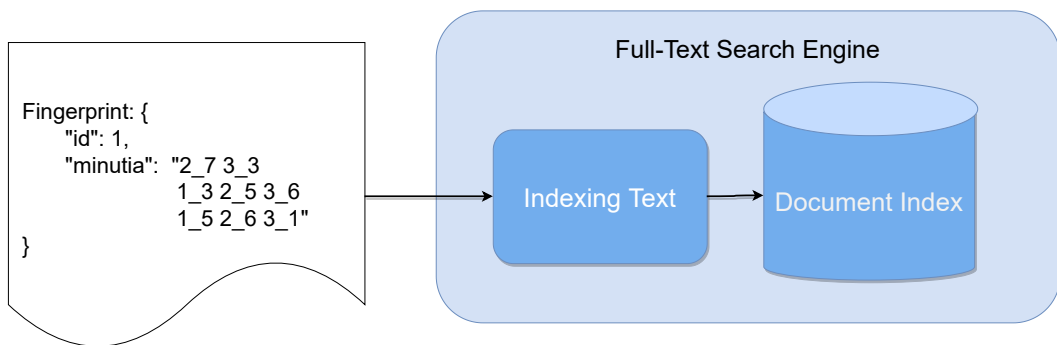 Fingerprint: {
"id": 1,
"minutia": "2_7 3_3
1_3 2_5 3_6
1_5 2_6 3_1"
}
Full-Text Search Engine
Indexing Text
Document Index